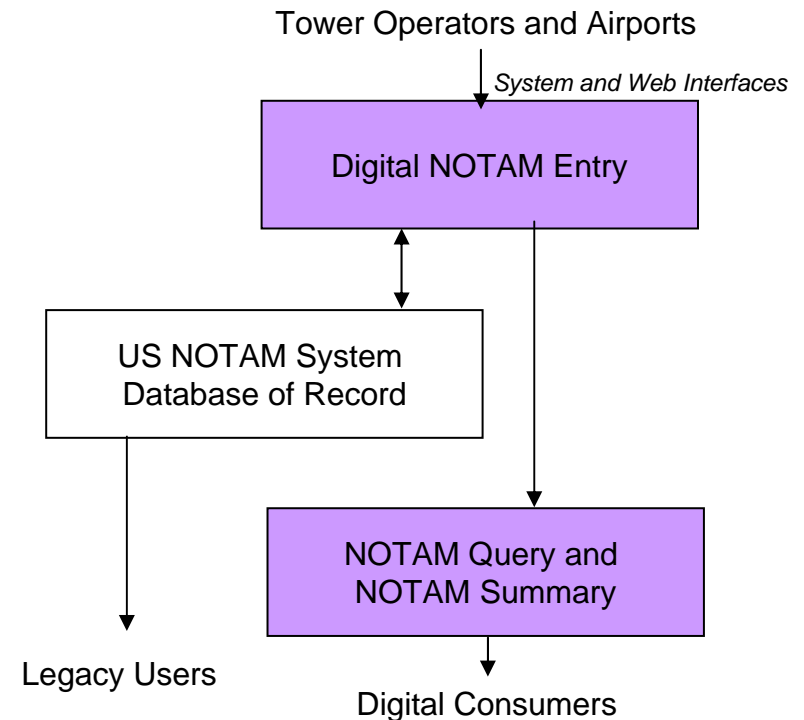 Tower Operators and Airports
System and Web Interfaces
Digital NOTAM Entry
US NOTAM System
Database of Record
NOTAM Query and
NOTAM Summary
Legacy Users
Digital Consumers